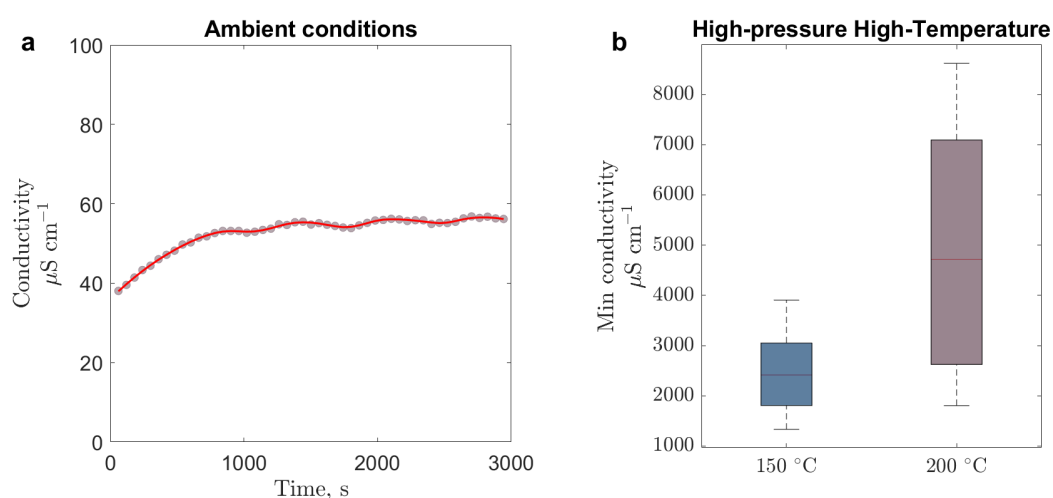 a
Ambient conditions
100
80
60
40
20
0
Conductivity
μS cm⁻¹
0 1000 2000 3000
Time, s
b
High-pressure High-Temperature
8000
7000
6000
5000
4000
3000
2000
1000
Min conductivity
μS cm⁻¹
150 °C 200 °C